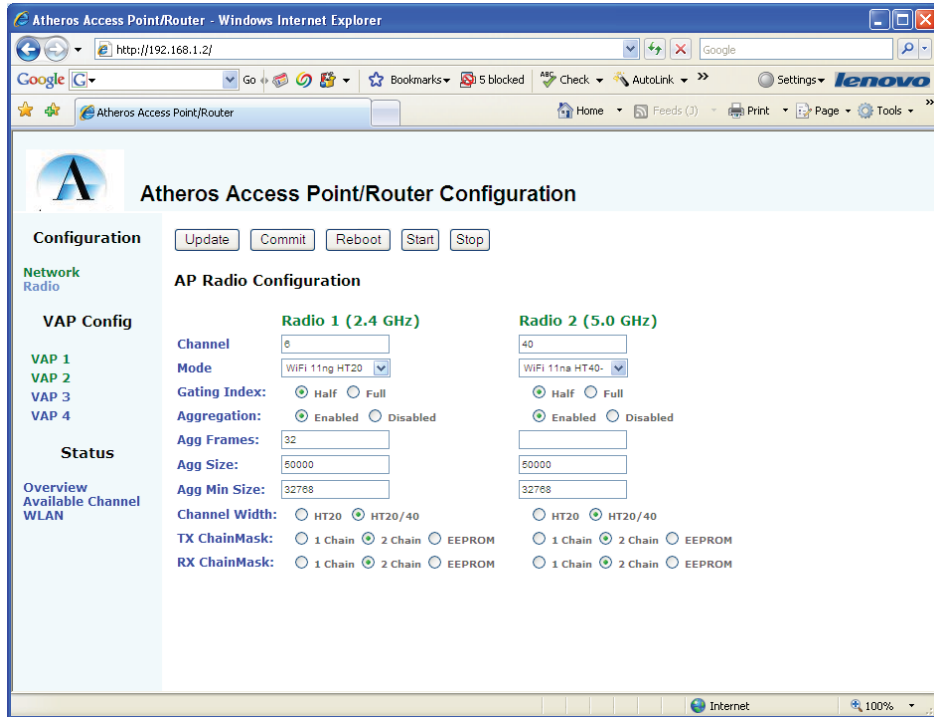 Atheros Access Point/Router - Windows Internet Explorer
http://192.168.1.2/
Google
Google G Go Bookmarks 5 blocked ABC Check AutoLink >> Settings lenovo
Atheros Access Point/Router Home Feeds (J) Print Page Tools >>
A
Atheros Access Point/Router Configuration
Configuration
Network
Radio
VAP Config
VAP 1
VAP 2
VAP 3
VAP 4
Status
Overview
Available Channel
WLAN
Update Commit Reboot Start Stop
AP Radio Configuration
Radio 1 (2.4 GHz) Radio 2 (5.0 GHz)
Channel 6 40
Mode WiFi 11ng HT20 WiFi 11na HT40-
Gating Index: Half Full Half Full
Aggregation: Enabled Disabled Enabled Disabled
Agg Frames: 32
Agg Size: 50000 50000
Agg Min Size: 32768 32768
Channel Width: HT20 HT20/40 HT20 HT20/40
TX ChainMask: 1 Chain 2 Chain EEPROM 1 Chain 2 Chain EEPROM
RX ChainMask: 1 Chain 2 Chain EEPROM 1 Chain 2 Chain EEPROM
Internet 100%